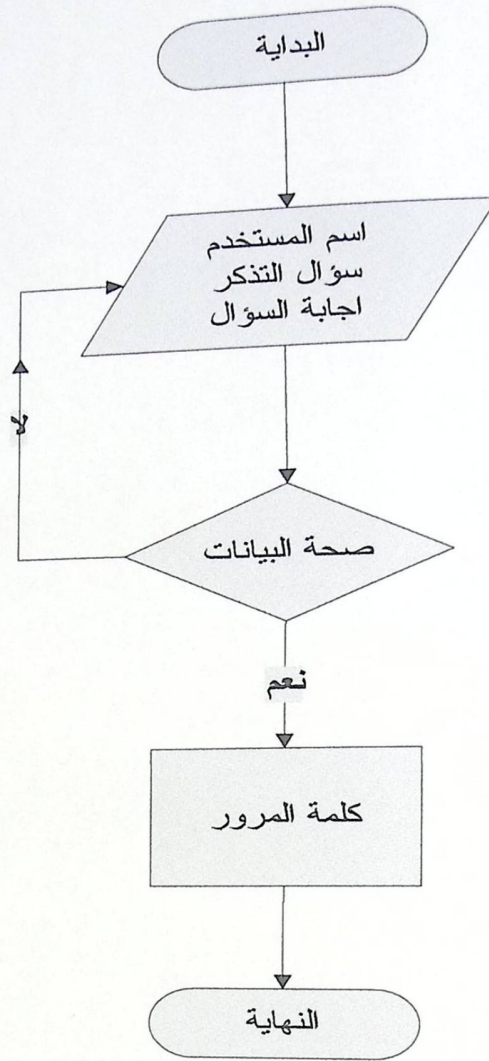 البداية
اسم المستخدم
سؤال التذكر
اجابة السؤال
لا
صحة البيانات
نعم
كلمة المرور
النهاية